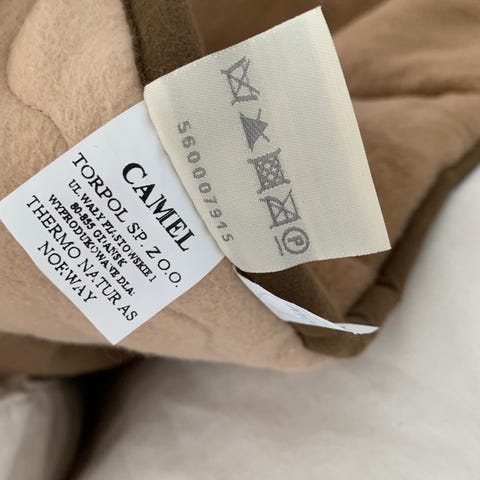 CAMEL
TORPOL SP. Z O.O.
UL. WAŁY PIASTOWSKIE 1
80-855 GDAŃSK
WYPRODUKOWANE DLA:
THERMO NATUR AS
NORWAY
560007915
P